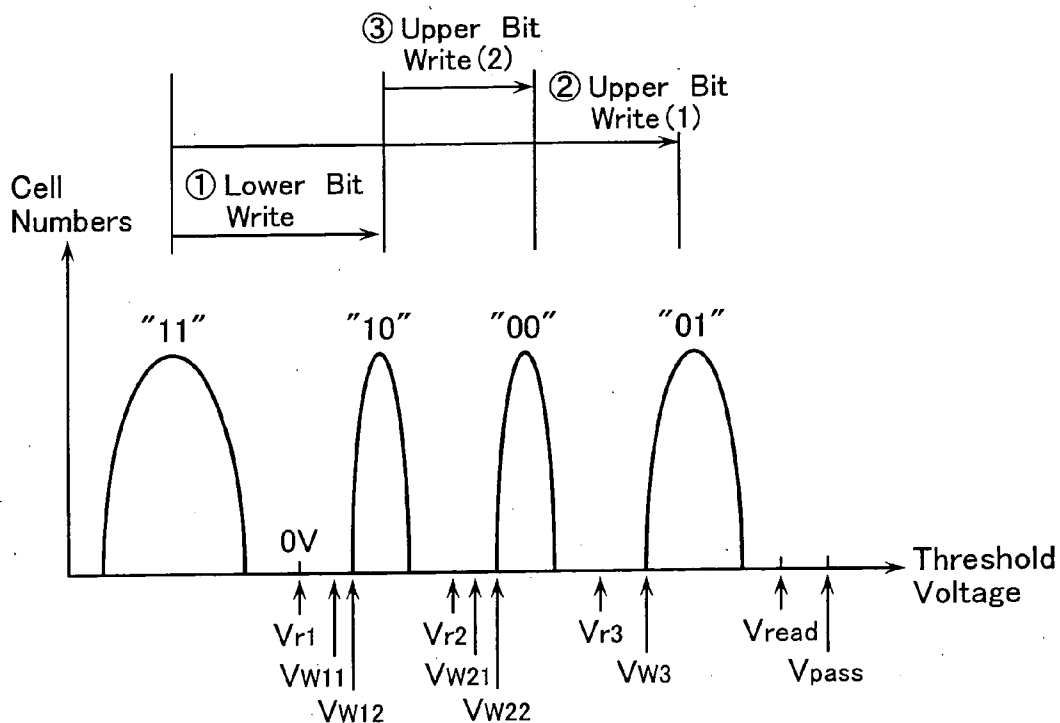 ③ Upper Bit
Write(2)
② Upper Bit
Write(1)
① Lower Bit
Write
Cell
Numbers
"11"
"10"
"00"
"01"
0V
Threshold
Voltage
Vr1
Vr2
Vr3
Vread
VW11
VW21
VW3
Vpass
VW12
VW22